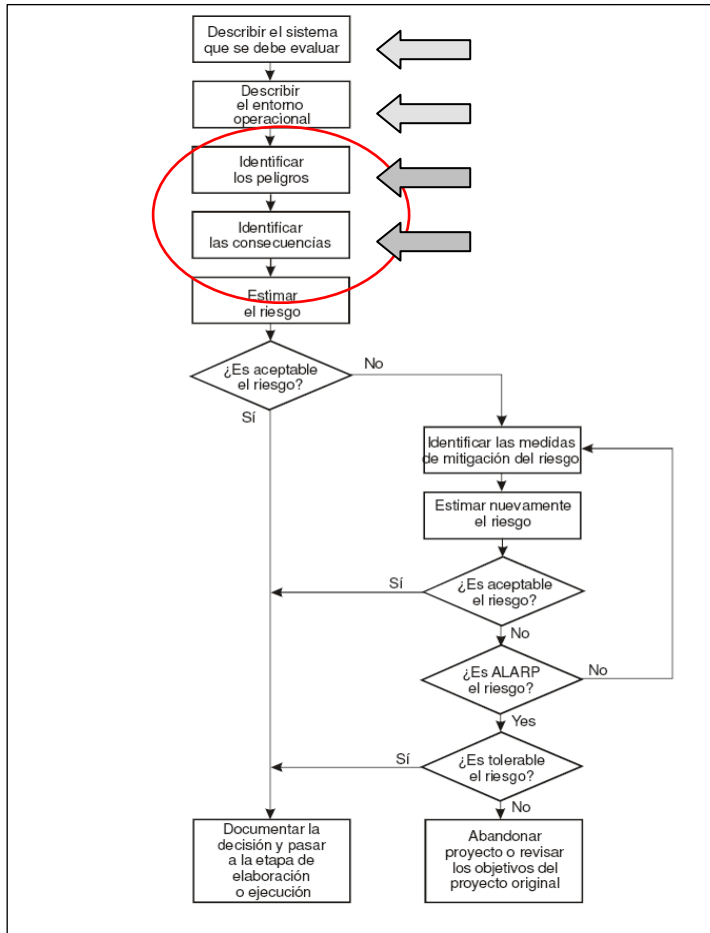 Describir el sistema
que se debe evaluar
Describir
el entorno
operacional
Identificar
los peligros
Identificar
las consecuencias
Estimar
el riesgo
¿Es aceptable
el riesgo?
No
Sí
Identificar las medidas
de mitigación del riesgo
Estimar nuevamente
el riesgo
¿Es aceptable
el riesgo?
Sí
No
¿Es ALARP
el riesgo?
No
Yes
¿Es tolerable
el riesgo?
Sí
No
Documentar la
decisión y pasar
a la etapa de
elaboración
o ejecución
Abandonar
proyecto o revisar
los objetivos del
proyecto original